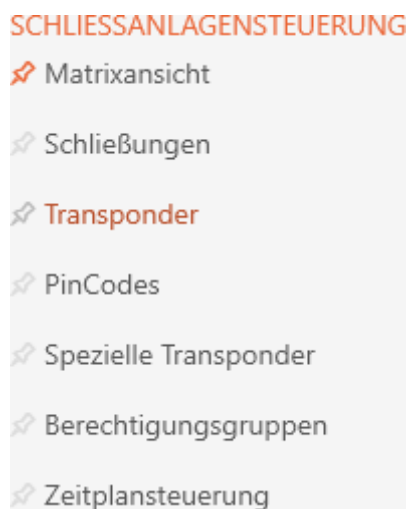 SCHLIESSANLAGENSTEUERUNG
Matrixansicht
Schließungen
Transponder
PinCodes
Spezielle Transponder
Berechtigungsgruppen
Zeitplansteuerung